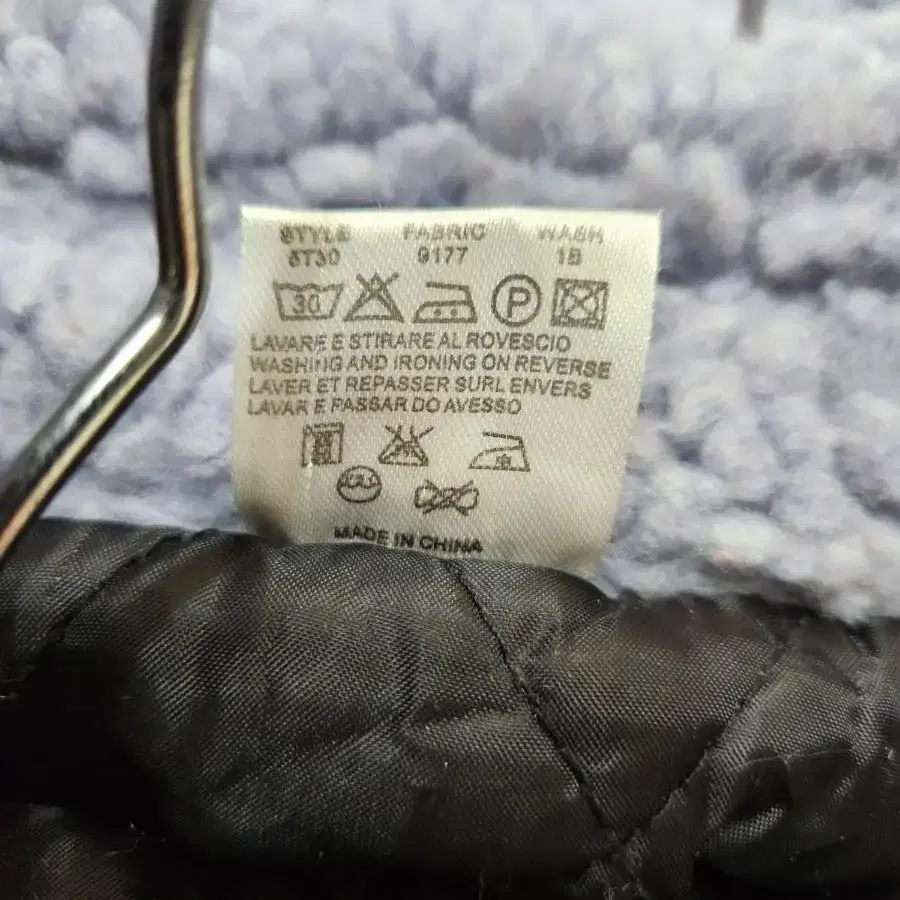 STYLE FABRIC WASH
5T30 9177 1B
30 P
LAVARE E STIRARE AL ROVESCIO
WASHING AND IRONING ON REVERSE
LAVER ET REPASSER SURL ENVERS
LAVAR E PASSAR DO AVESSO
MADE IN CHINA